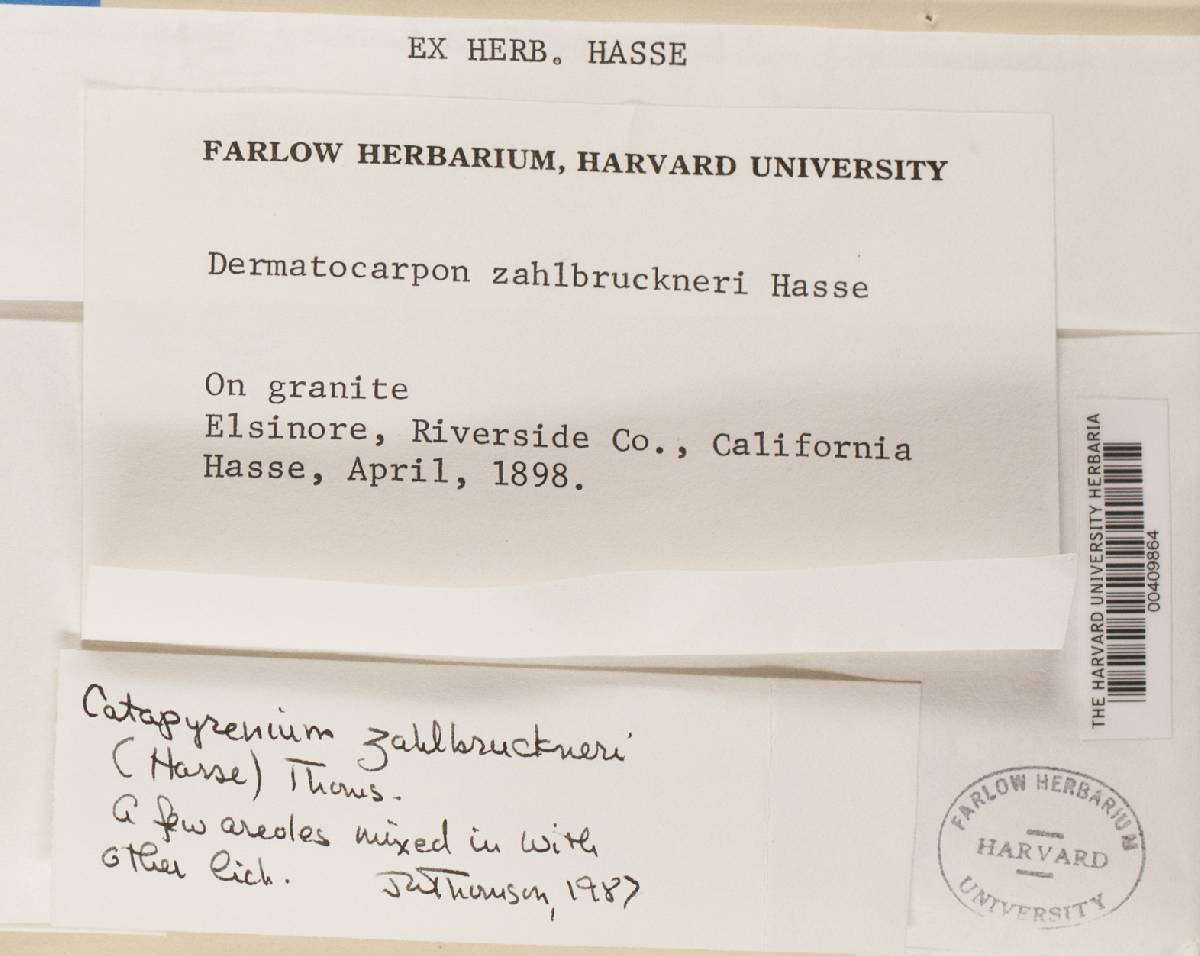 EX HERB. HASSE
FARLOW HERBARIUM, HARVARD UNIVERSITY
Dermatocarpon zahlbruckneri Hasse
On granite
Elsinore, Riverside Co., California
Hasse, April, 1898.
THE HARVARD UNIVERSITY HERBARIA
00409864
Catapyrenium zahlbruckneri
(Hasse) Thoms.
A few areoles mixed in with
other lich. JWThomson, 1987
FARLOW HERBARIUM
HARVARD
UNIVERSITY